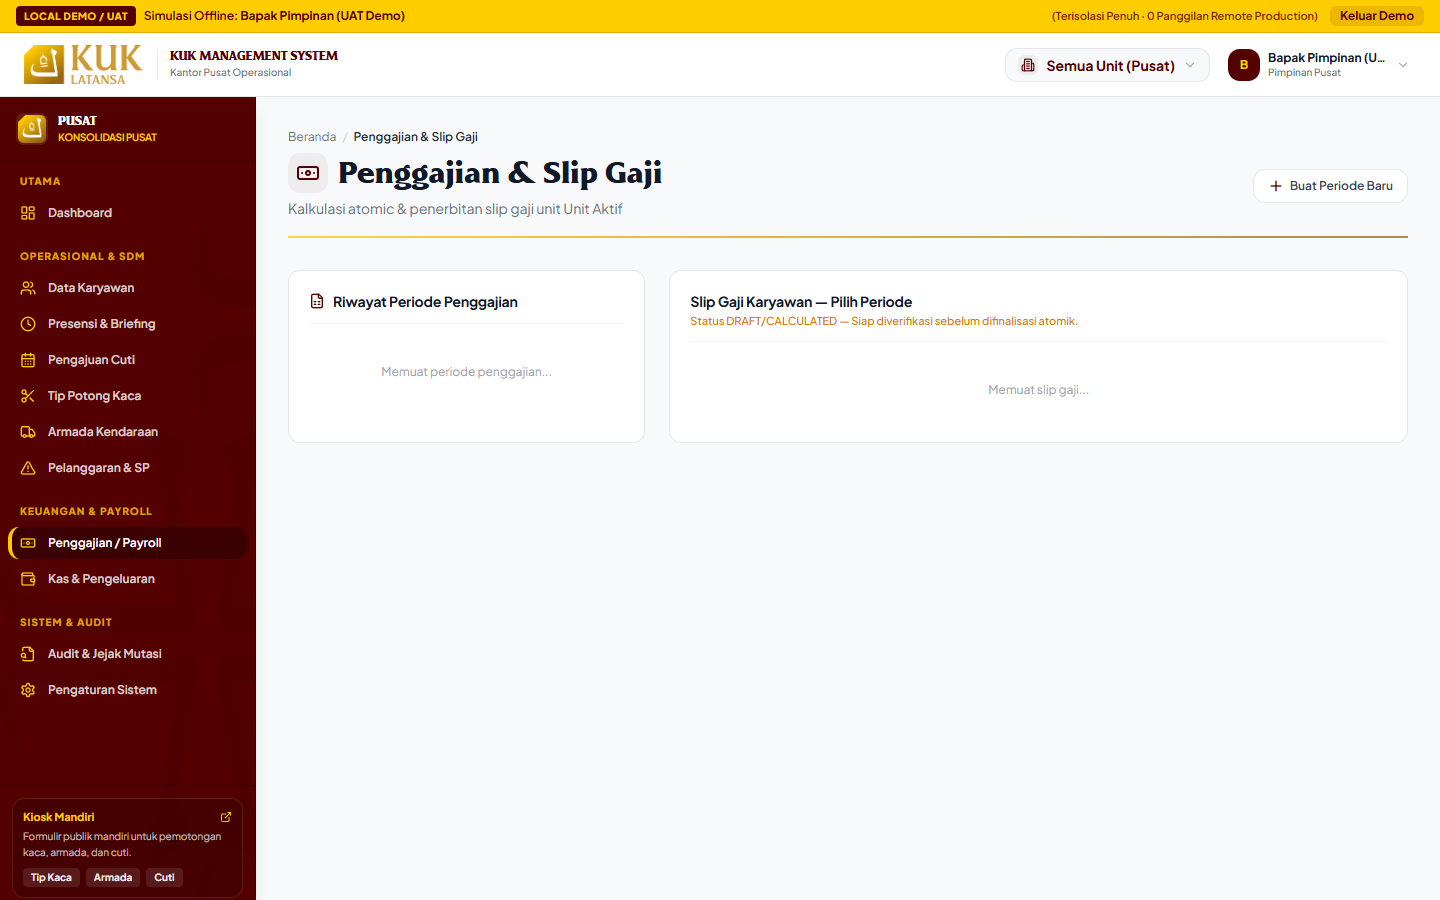 LOCAL DEMO / UAT Simulasi Offline: Bapak Pimpinan (UAT Demo) (Terisolasi Penuh · 0 Panggilan Remote Production) Keluar Demo
KUK
LATANSA
KUK MANAGEMENT SYSTEM
Kantor Pusat Operasional
Semua Unit (Pusat)
B
Bapak Pimpinan (U...
Pimpinan Pusat
PUSAT
KONSOLIDASI PUSAT
UTAMA
Dashboard
OPERASIONAL & SDM
Data Karyawan
Presensi & Briefing
Pengajuan Cuti
Tip Potong Kaca
Armada Kendaraan
Pelanggaran & SP
KEUANGAN & PAYROLL
Penggajian / Payroll
Kas & Pengeluaran
SISTEM & AUDIT
Audit & Jejak Mutasi
Pengaturan Sistem
Kiosk Mandiri
Formulir publik mandiri untuk pemotongan
kaca, armada, dan cuti.
Tip Kaca Armada Cuti
Beranda / Penggajian & Slip Gaji
Penggajian & Slip Gaji
Kalkulasi atomic & penerbitan slip gaji unit Unit Aktif
Buat Periode Baru
Riwayat Periode Penggajian
Memuat periode penggajian...
Slip Gaji Karyawan — Pilih Periode
Status DRAFT/CALCULATED — Siap diverifikasi sebelum difinalisasi atomik.
Memuat slip gaji...